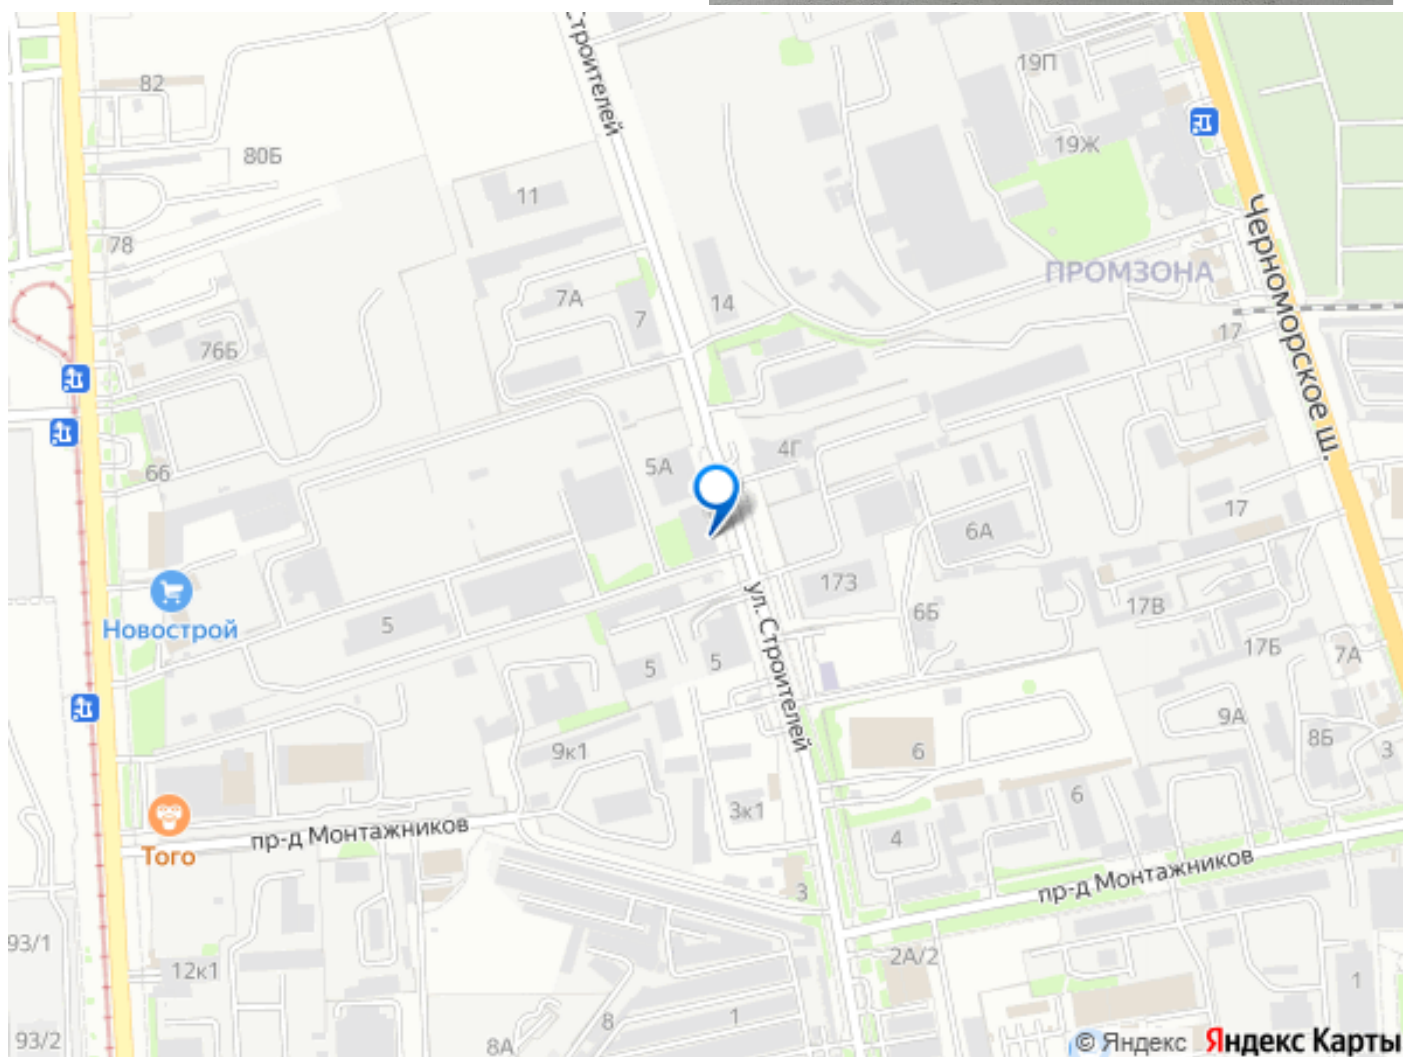 Строителей
82
19П
80Б
19Ж
11
78
Черноморское ш.
ПРОМЗОНА
7А
14
7
17
76Б
4Г
5А
66
17
6А
173
17В
6Б
Новострой
5
ул. Строителей
5
5
17Б
7А
9А
9к1
6
8Б
3
3к1
6
пр-д Монтажников
4
Того
пр-д Монтажников
3
93/1
2А/2
12к1
1
8
1
93/2
8А
© Яндекс Яндекс Карты